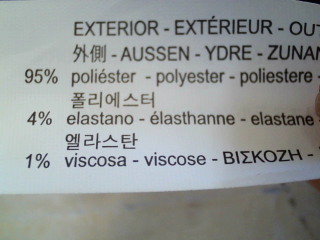 EXTERIOR - EXTÉRIEUR -
外側 - AUSSEN - YDRE -
95% poliéster - polyester - poliestere -
폴리에스터
4% elastano - élasthanne - elastane
엘라스탄
1% viscosa - viscose - ΒΙΣΚΟΖΗ -